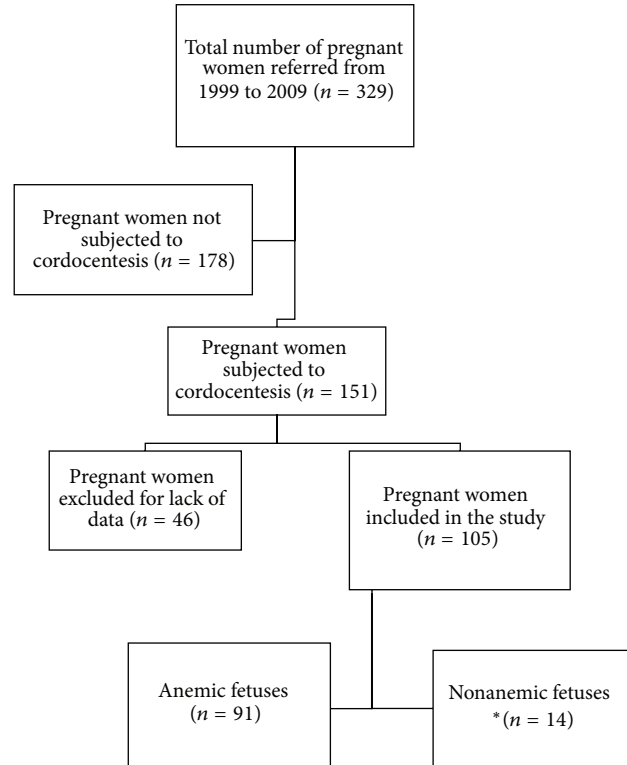 Total number of pregnant
women referred from
1999 to 2009 (n = 329)
Pregnant women not
subjected to
cordocentesis (n = 178)
Pregnant women
subjected to
cordocentesis (n = 151)
Pregnant women
excluded for lack of
data (n = 46)
Pregnant women
included in the study
(n = 105)
Anemic fetuses
(n = 91)
Nonanemic fetuses
*(n = 14)